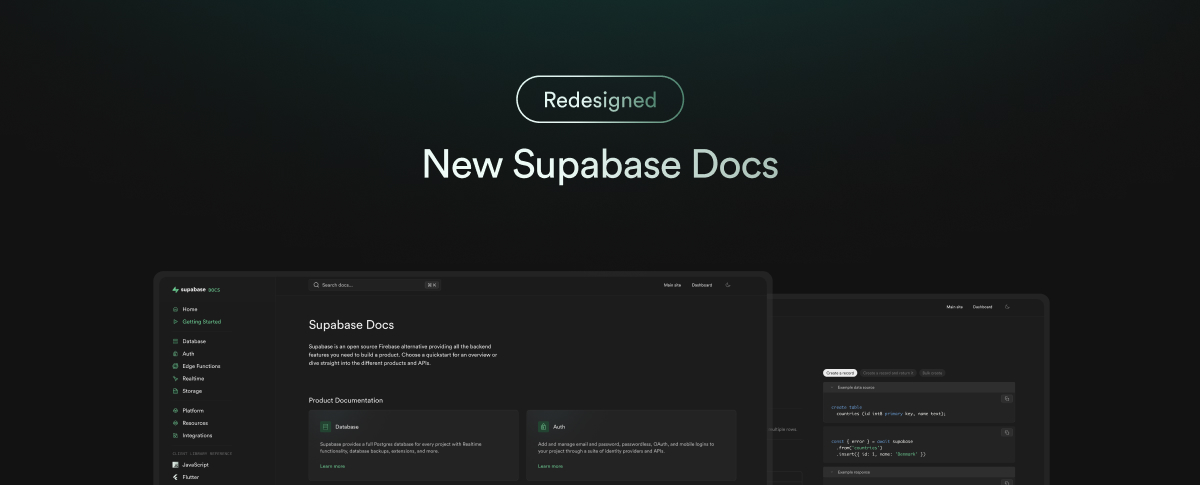 Redesigned
New Supabase Docs
supabase DOCS
Search docs...
⌘ K
Main site
Dashboard
Home
Getting Started
Database
Auth
Edge Functions
Realtime
Storage
Platform
Resources
Integrations
CLIENT LIBRARY REFERENCE
JavaScript
Flutter
Supabase Docs
Supabase is an open source Firebase alternative providing all the backend
features you need to build a product. Choose a quickstart for an overview or
dive straight into the different products and APIs.
Product Documentation
Database
Supabase provides a full Postgres database for every project with Realtime
functionality, database backups, extensions, and more.
Learn more
Auth
Add and manage email and password, passwordless, OAuth, and mobile logins to
your project through a suite of identity providers and APIs.
Learn more
Main site
Dashboard
multiple rows.
Create a record
Create a record and return it
Bulk create
Example data source
create table
countries (id int8 primary key, name text);
const { error } = await supabase
.from('countries')
.insert({ id: 1, name: 'Denmark' })
Example response